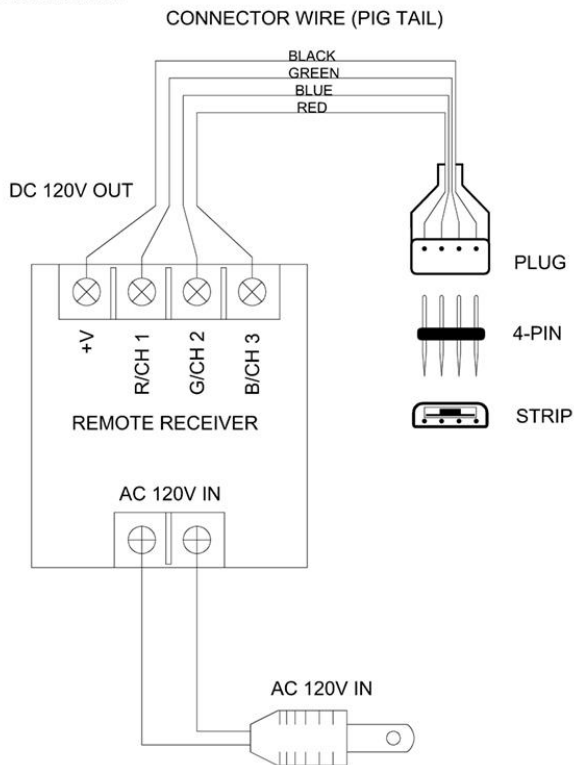 CONNECTOR WIRE (PIG TAIL)
BLACK
GREEN
BLUE
RED
DC 120V OUT
PLUG
+V
R/CH 1
G/CH 2
B/CH 3
4-PIN
REMOTE RECEIVER
STRIP
AC 120V IN
AC 120V IN